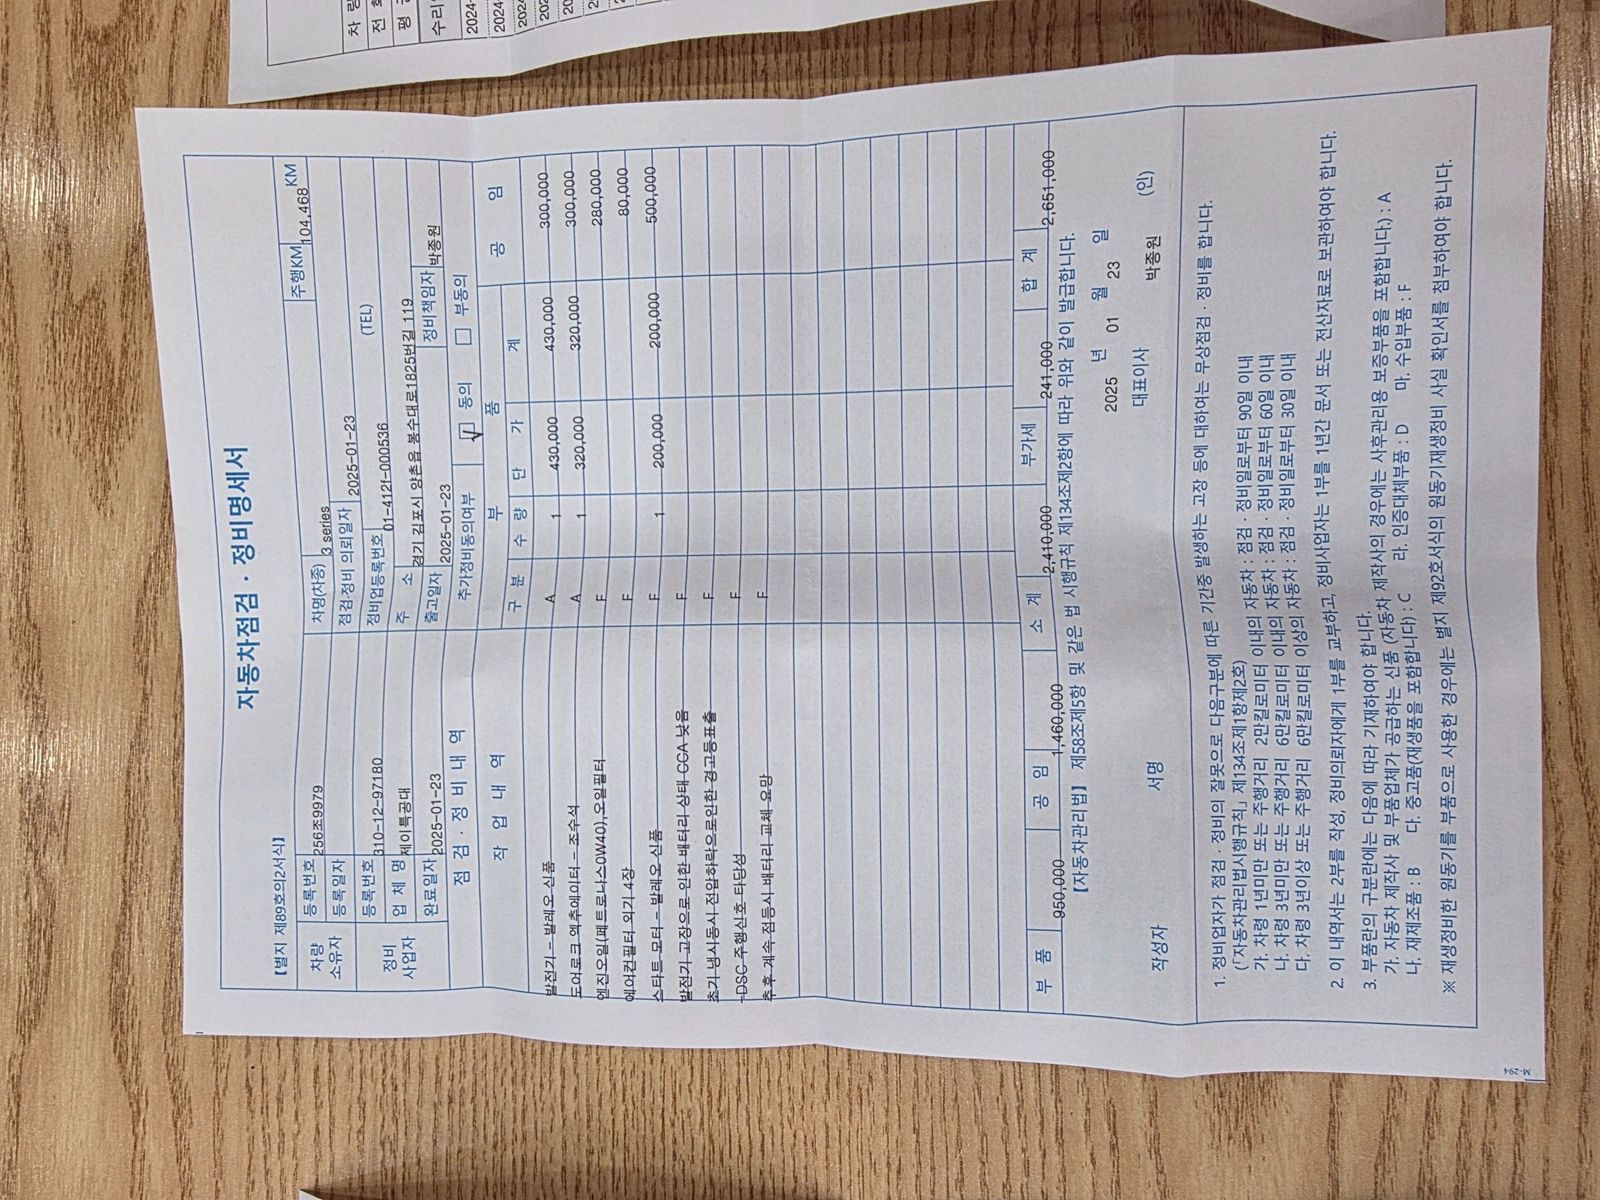 자동차점검 · 정비명세서
【별지 제89호의2서식】
차량 소유자 등록번호 256조9979 차명(차종) 3 series 주행KM 104,468 KM
등록일자 점검·정비 의뢰일자 2025-01-23
정비 사업자 등록번호 310-12-97180 정비업등록번호 01-412f-000536 (TEL)
업 체 명 제이특공대 주 소 경기 김포시 양촌읍 봉수대로1825번길 119
완료일자 2025-01-23 출고일자 2025-01-23 정비책임자 박종원
점 검 · 정 비 내 역 추가정비동의여부 ☑ 동의 □ 부동의
작 업 내 역 부 품 공 임
구 분 수 량 단 가 계
발전기 - 발레오 신품 A 1 430,000 430,000 300,000
도어로크 엑추에이터 - 조수석 A 1 320,000 320,000 300,000
엔진오일(페트로나스0W40),오일필터 F 280,000
에어컨필터 외기 4장 F 80,000
스타트 모터 - 발레오 신품 F 1 200,000 200,000 500,000
발전기 고장으로 인한 배터리 상태 CCA 낮음 F
초기 냉시동시 전압하락으로인한 경고등표출 F
-DSC 주행신호 타당성 F
추후 계속 점등시 배터리 교체 요망 F
부 품 950,000 공 임 1,460,000 소 계 2,410,000 부가세 241,000 합 계 2,651,000
【자동차관리법】 제58조제5항 및 같은 법 시행규칙 제134조제2항에 따라 위와 같이 발급합니다.
2025 년 01 월 23 일
작성자 서명 대표이사 박종원 (인)
1. 정비업자가 점검 · 정비의 잘못으로 다음구분에 따른 기간중 발생하는 고장 등에 대하여는 무상점검 · 정비를 합니다.
(「자동차관리법시행규칙」 제134조제1항제2호)
가. 차령 1년미만 또는 주행거리 2만킬로미터 이내의 자동차 : 점검 · 정비일로부터 90일 이내
나. 차령 3년미만 또는 주행거리 6만킬로미터 이내의 자동차 : 점검 · 정비일로부터 60일 이내
다. 차령 3년이상 또는 주행거리 6만킬로미터 이상의 자동차 : 점검 · 정비일로부터 30일 이내
2. 이 내역서는 2부를 작성, 정비의뢰자에게 1부를 교부하고, 정비사업자는 1부를 1년간 문서 또는 전산자료로 보관하여야 합니다.
3. 부품란의 구분란에는 다음에 따라 기재하여야 합니다.
가. 자동차 제작사 및 부품업체가 공급하는 신품 (자동차 제작사의 경우에는 사후관리용 보증부품을 포함합니다.) : A
나. 재제조품 : B 다. 중고품(재생품을 포함합니다) : C 라. 인증대체부품 : D 마. 수입부품 : F
※ 재생정비한 원동기를 부품으로 사용한 경우에는 별지 제92호서식의 원동기재생정비 사실 확인서를 첨부하여야 합니다.
M-294